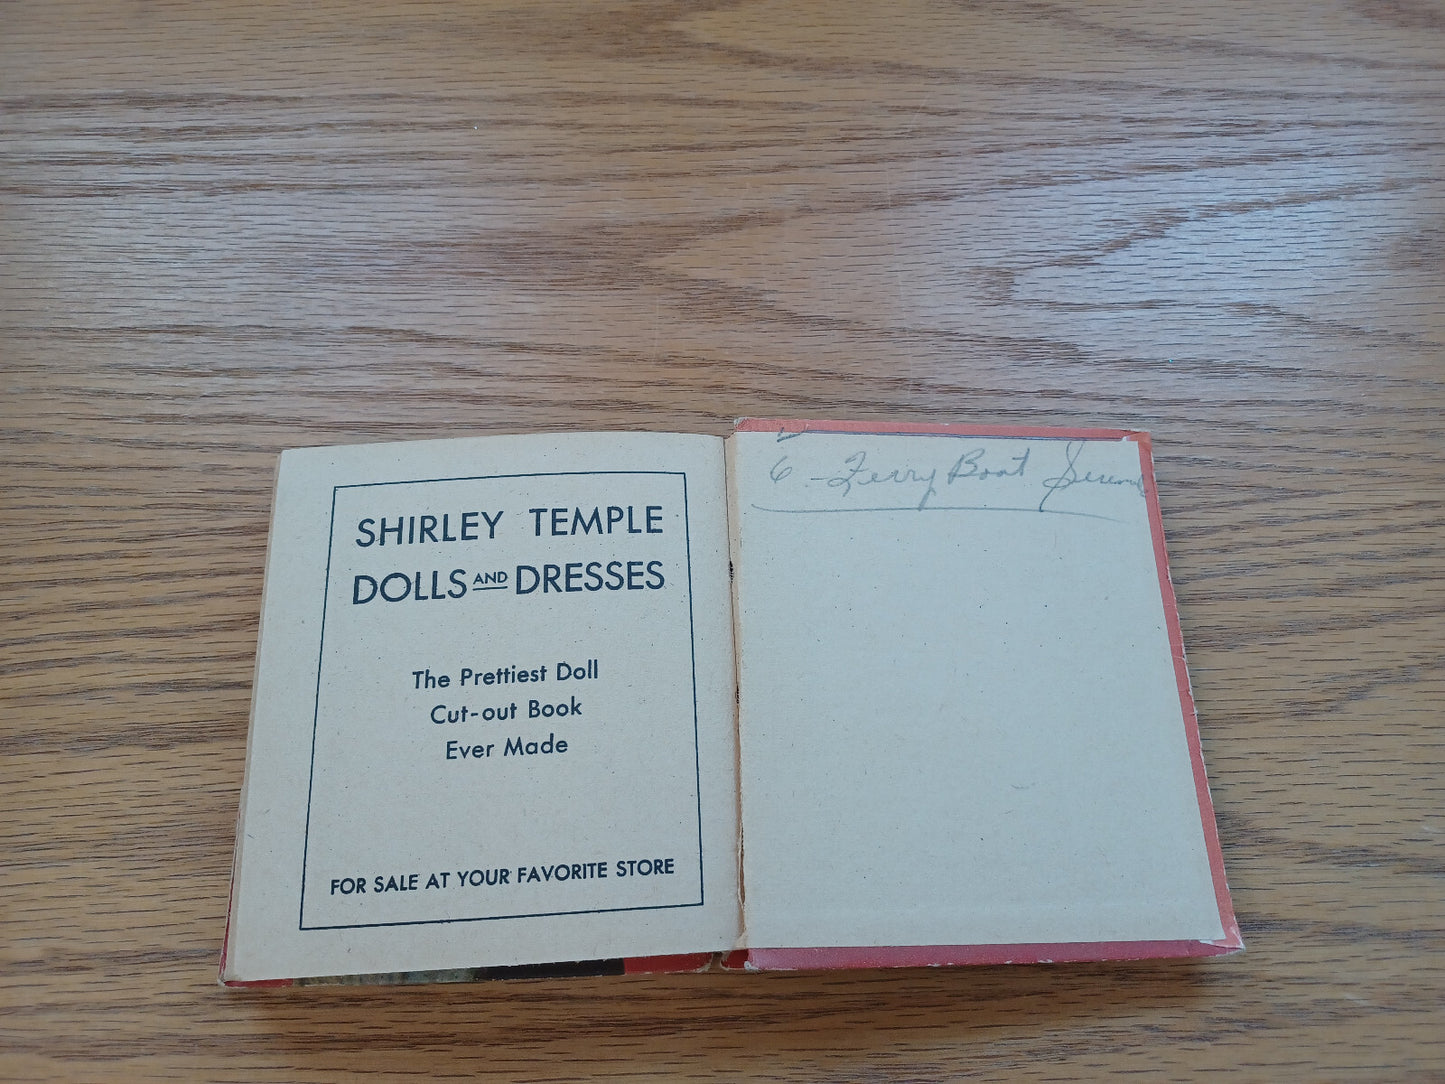 SHIRLEY TEMPLE
DOLLS AND DRESSES
The Prettiest Doll
Cut-out Book
Ever Made
FOR SALE AT YOUR FAVORITE STORE
6 - Ferry Boat